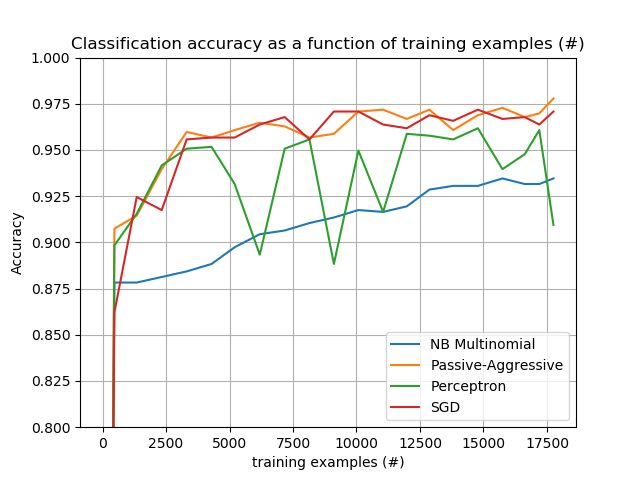 Classification accuracy as a function of training examples (#)
1.000
0.975
0.950
0.925
0.900
0.875
0.850
0.825
0.800
Accuracy
NB Multinomial
Passive-Aggressive
Perceptron
SGD
0 2500 5000 7500 10000 12500 15000 17500
training examples (#)